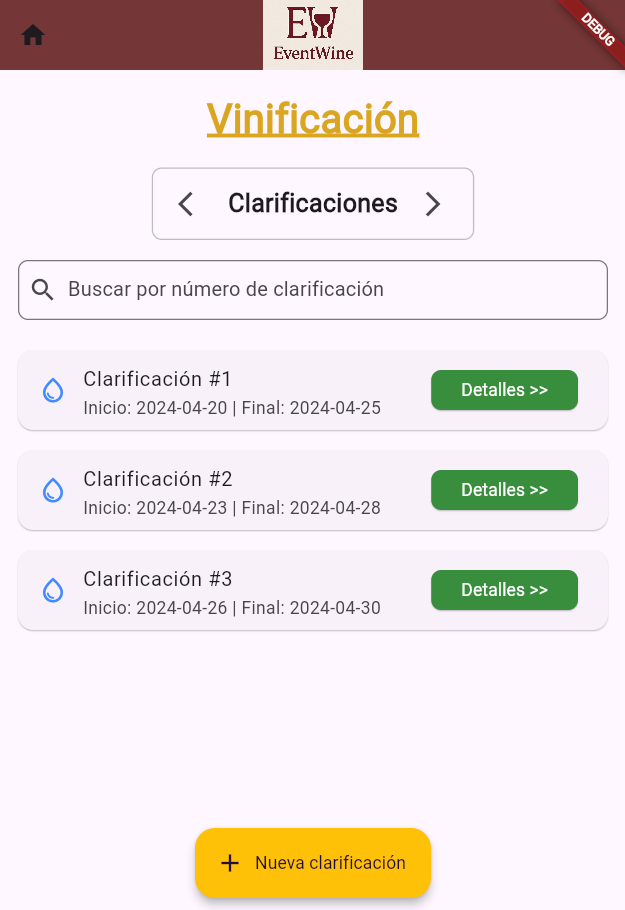 EW
EventWine
DEBUG
Vinificación
Clarificaciones
Buscar por número de clarificación
Clarificación #1
Inicio: 2024-04-20 | Final: 2024-04-25
Detalles >>
Clarificación #2
Inicio: 2024-04-23 | Final: 2024-04-28
Detalles >>
Clarificación #3
Inicio: 2024-04-26 | Final: 2024-04-30
Detalles >>
Nueva clarificación